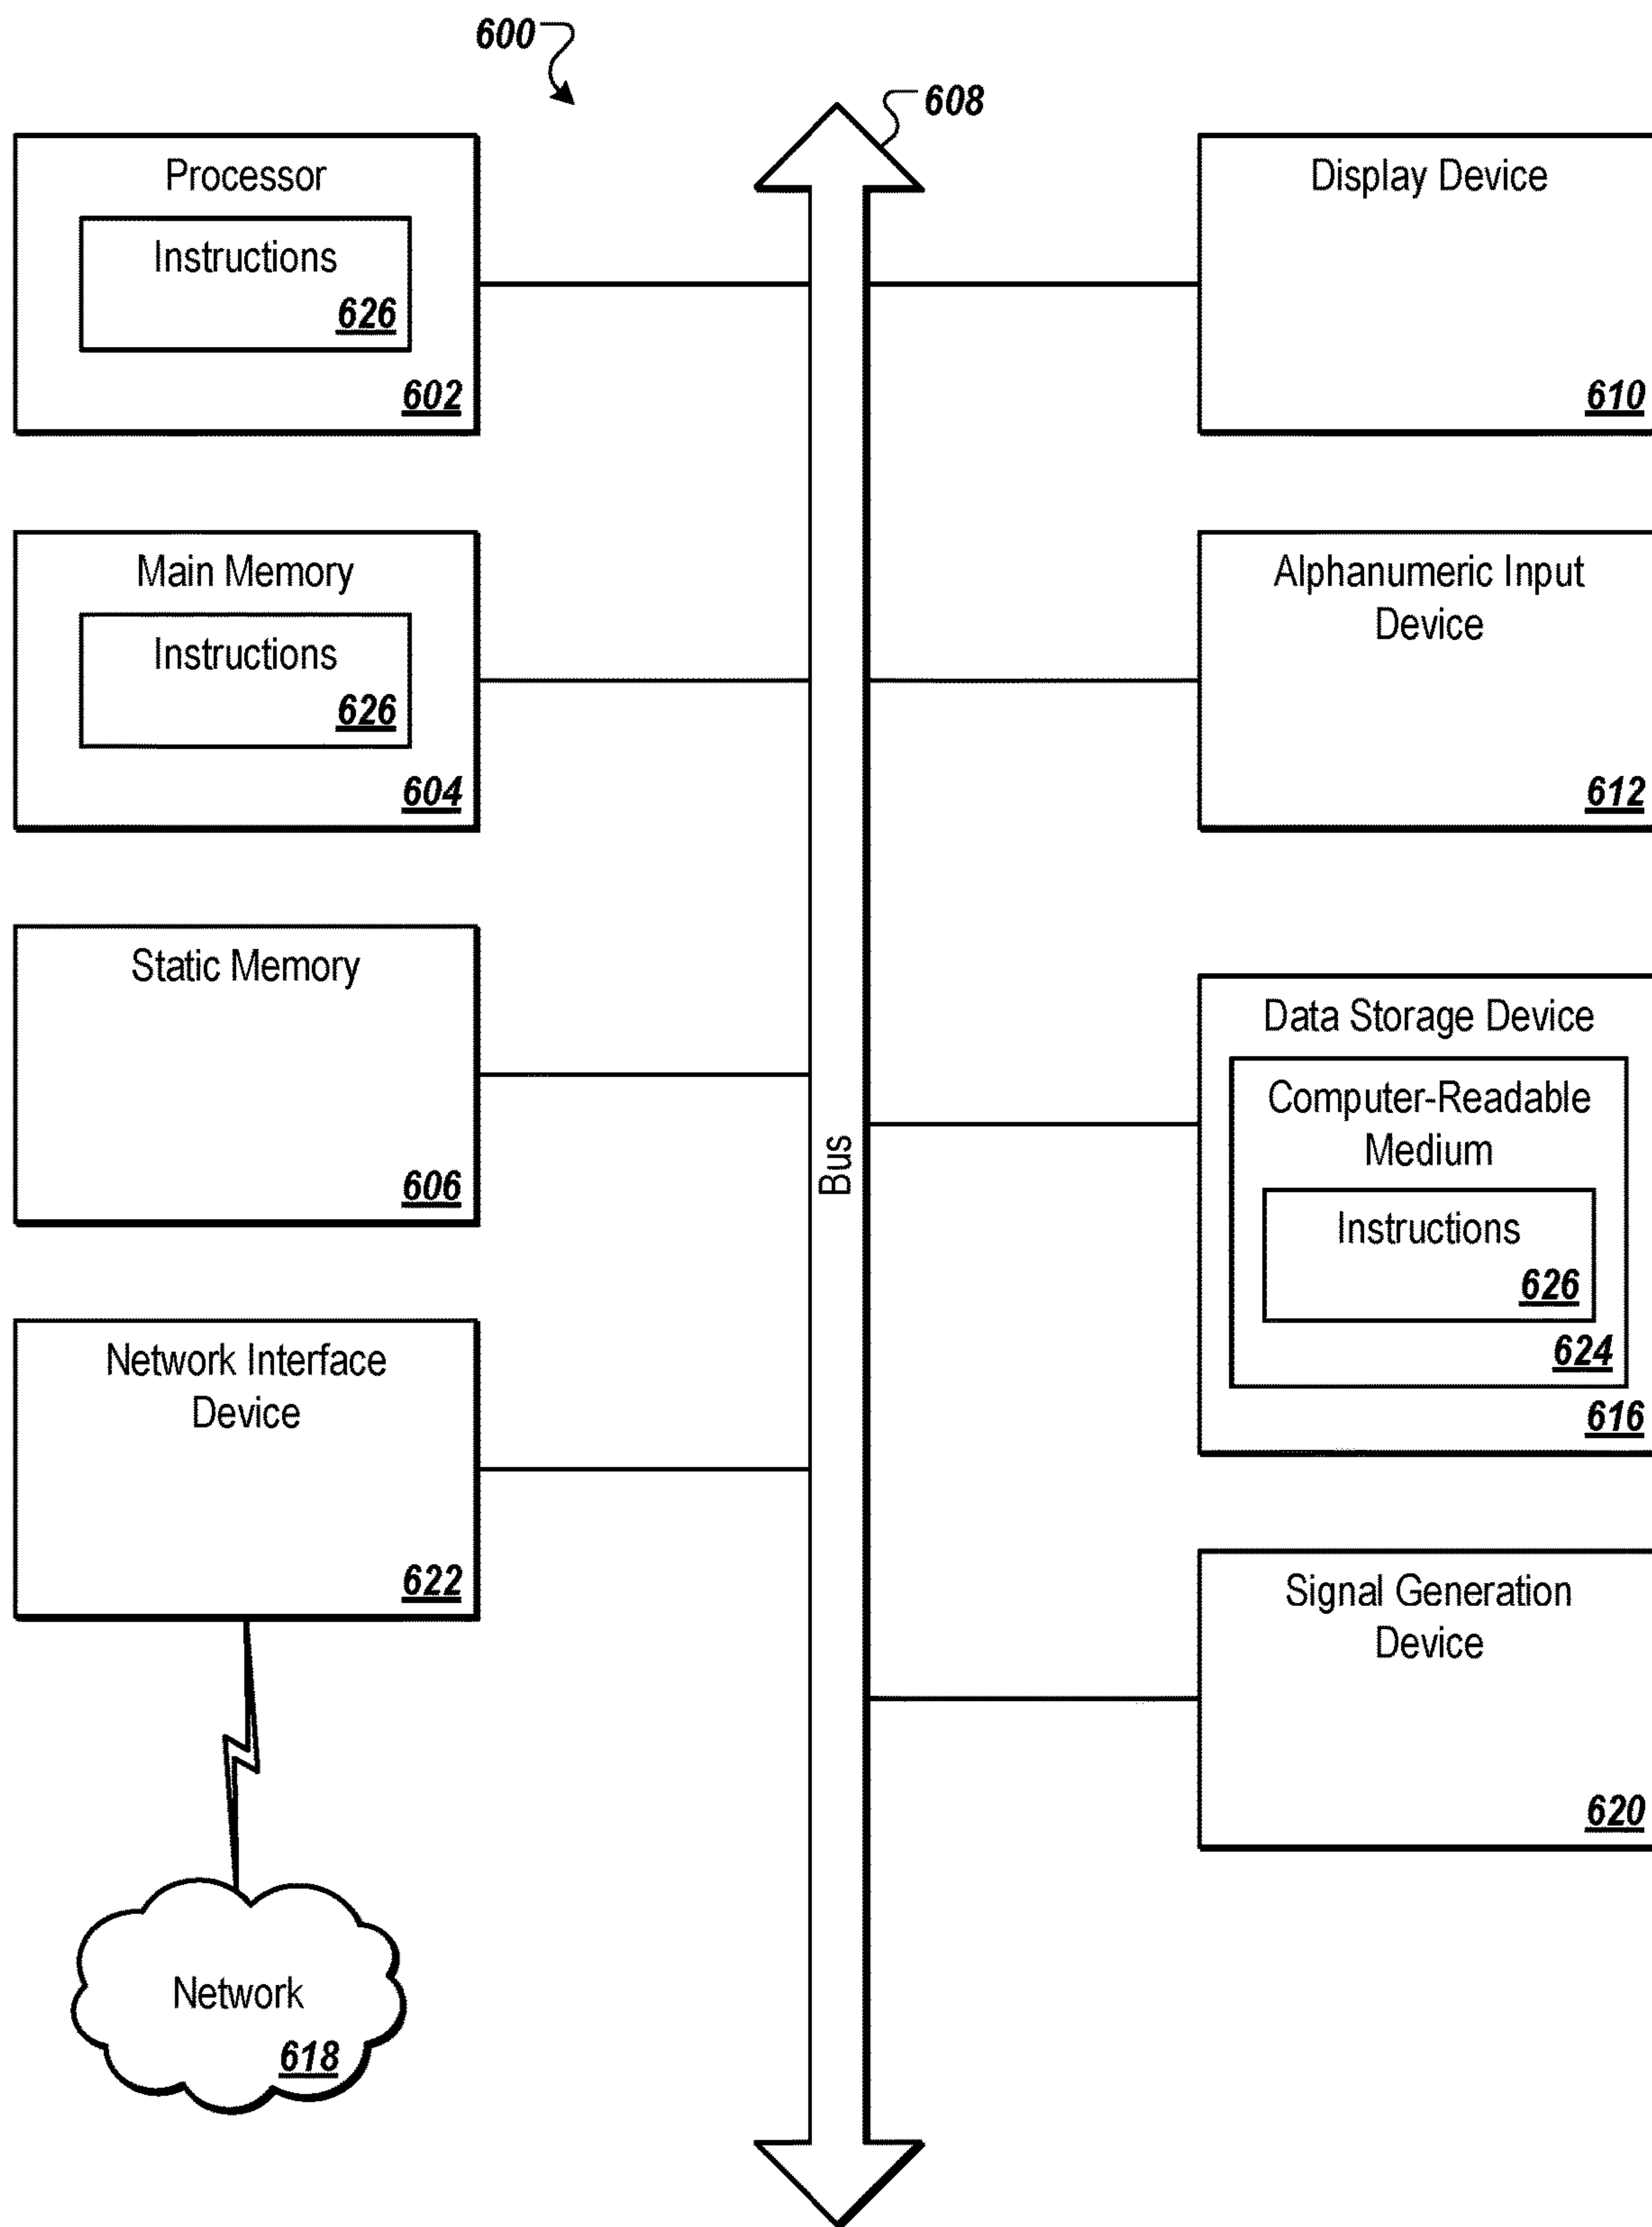 600
608
Processor
Instructions
626
602
Display Device
610
Main Memory
Instructions
626
604
Alphanumeric Input
Device
612
Static Memory
606
Bus
Data Storage Device
Computer-Readable
Medium
Instructions
626
624
616
Network Interface
Device
622
Signal Generation
Device
620
Network
618